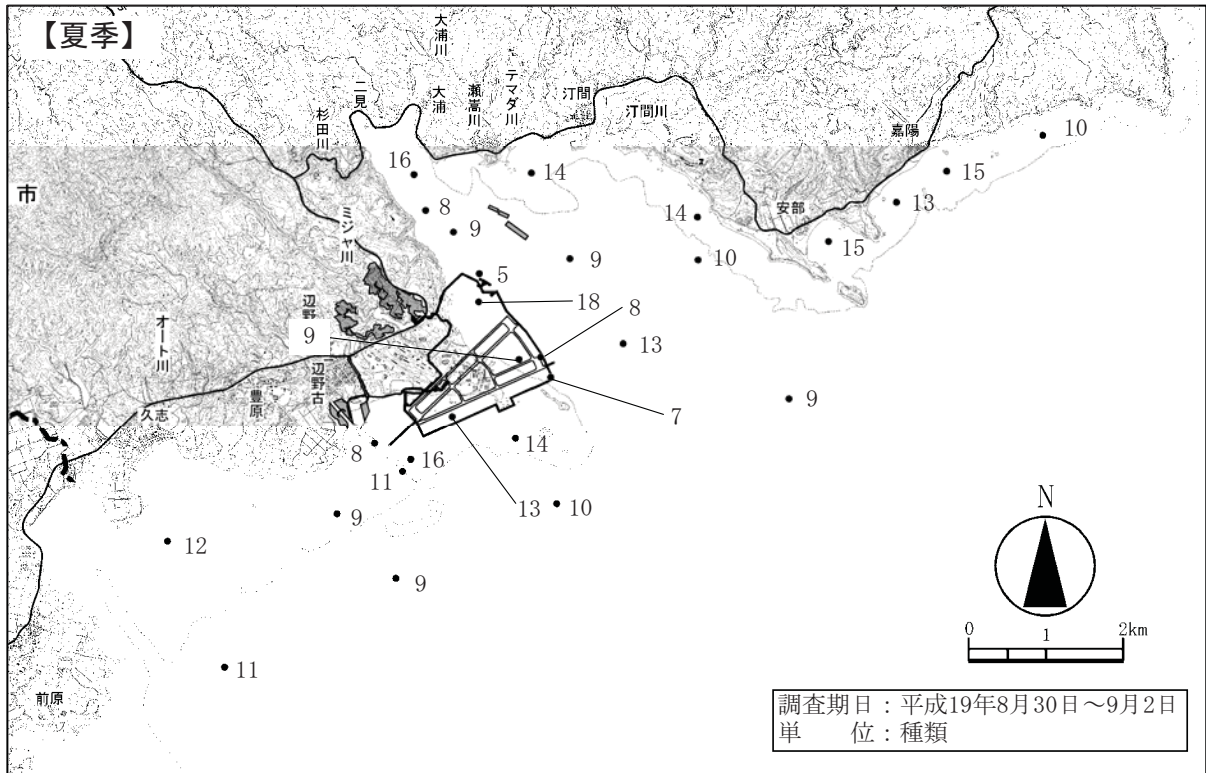 【夏季】
大浦川
二見
大浦
瀬嵩川
テマダ川
汀間
汀間川
嘉陽
杉田川
10
16
14
15
市
13
8
14
安部
ミジャ川
9
15
9
10
5
18
8
辺野
9
13
オート川
辺野古
豊原
久志
7
9
8
14
16
11
13
10
9
12
9
N
0 1 2km
11
前原
調査期日：平成19年8月30日～9月2日
単　　位：種類